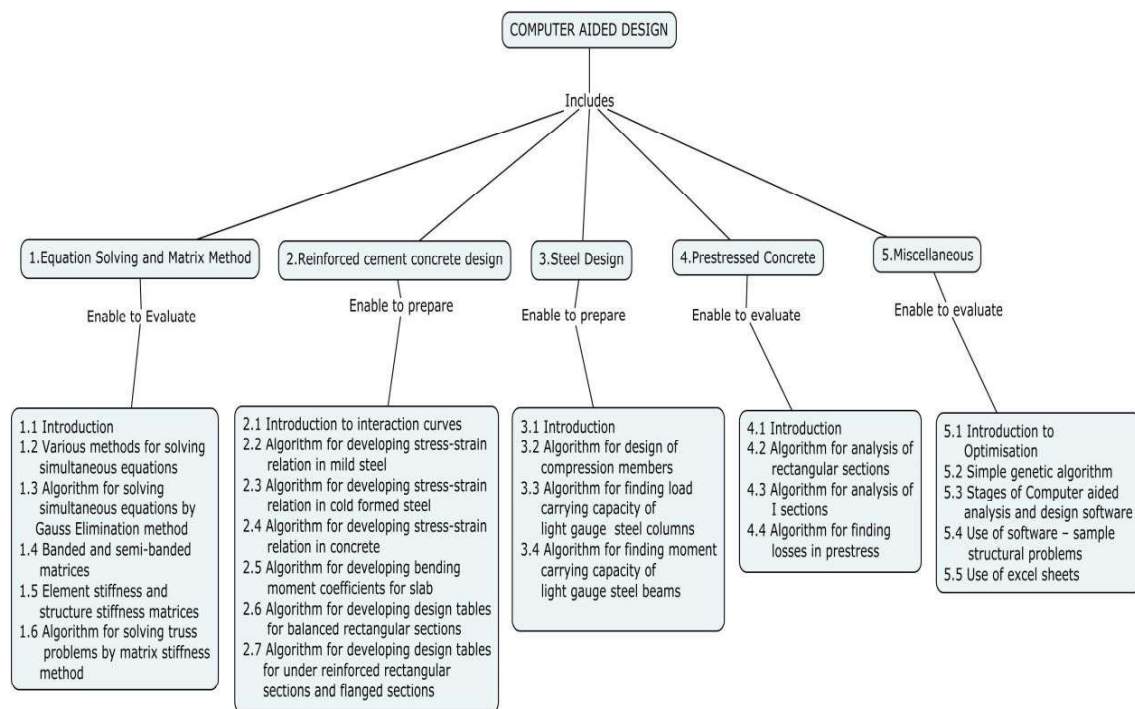 COMPUTER AIDED DESIGN
Includes
1.Equation Solving and Matrix Method
2.Reinforced cement concrete design
3.Steel Design
4.Prestressed Concrete
5.Miscellaneous
Enable to Evaluate
Enable to prepare
Enable to prepare
Enable to evaluate
Enable to evaluate
1.1 Introduction
1.2 Various methods for solving
simultaneous equations
1.3 Algorithm for solving
simultaneous equations by
Gauss Elimination method
1.4 Banded and semi-banded
matrices
1.5 Element stiffness and
structure stiffness matrices
1.6 Algorithm for solving truss
problems by matrix stiffness
method
2.1 Introduction to interaction curves
2.2 Algorithm for developing stress-strain
relation in mild steel
2.3 Algorithm for developing stress-strain
relation in cold formed steel
2.4 Algorithm for developing stress-strain
relation in concrete
2.5 Algorithm for developing bending
moment coefficients for slab
2.6 Algorithm for developing design tables
for balanced rectangular sections
2.7 Algorithm for developing design tables
for under reinforced rectangular
sections and flanged sections
3.1 Introduction
3.2 Algorithm for design of
compression members
3.3 Algorithm for finding load
carrying capacity of
light gauge steel columns
3.4 Algorithm for finding moment
carrying capacity of
light gauge steel beams
4.1 Introduction
4.2 Algorithm for analysis of
rectangular sections
4.3 Algorithm for analysis of
I sections
4.4 Algorithm for finding
losses in prestress
5.1 Introduction to
Optimisation
5.2 Simple genetic algorithm
5.3 Stages of Computer aided
analysis and design software
5.4 Use of software – sample
structural problems
5.5 Use of excel sheets